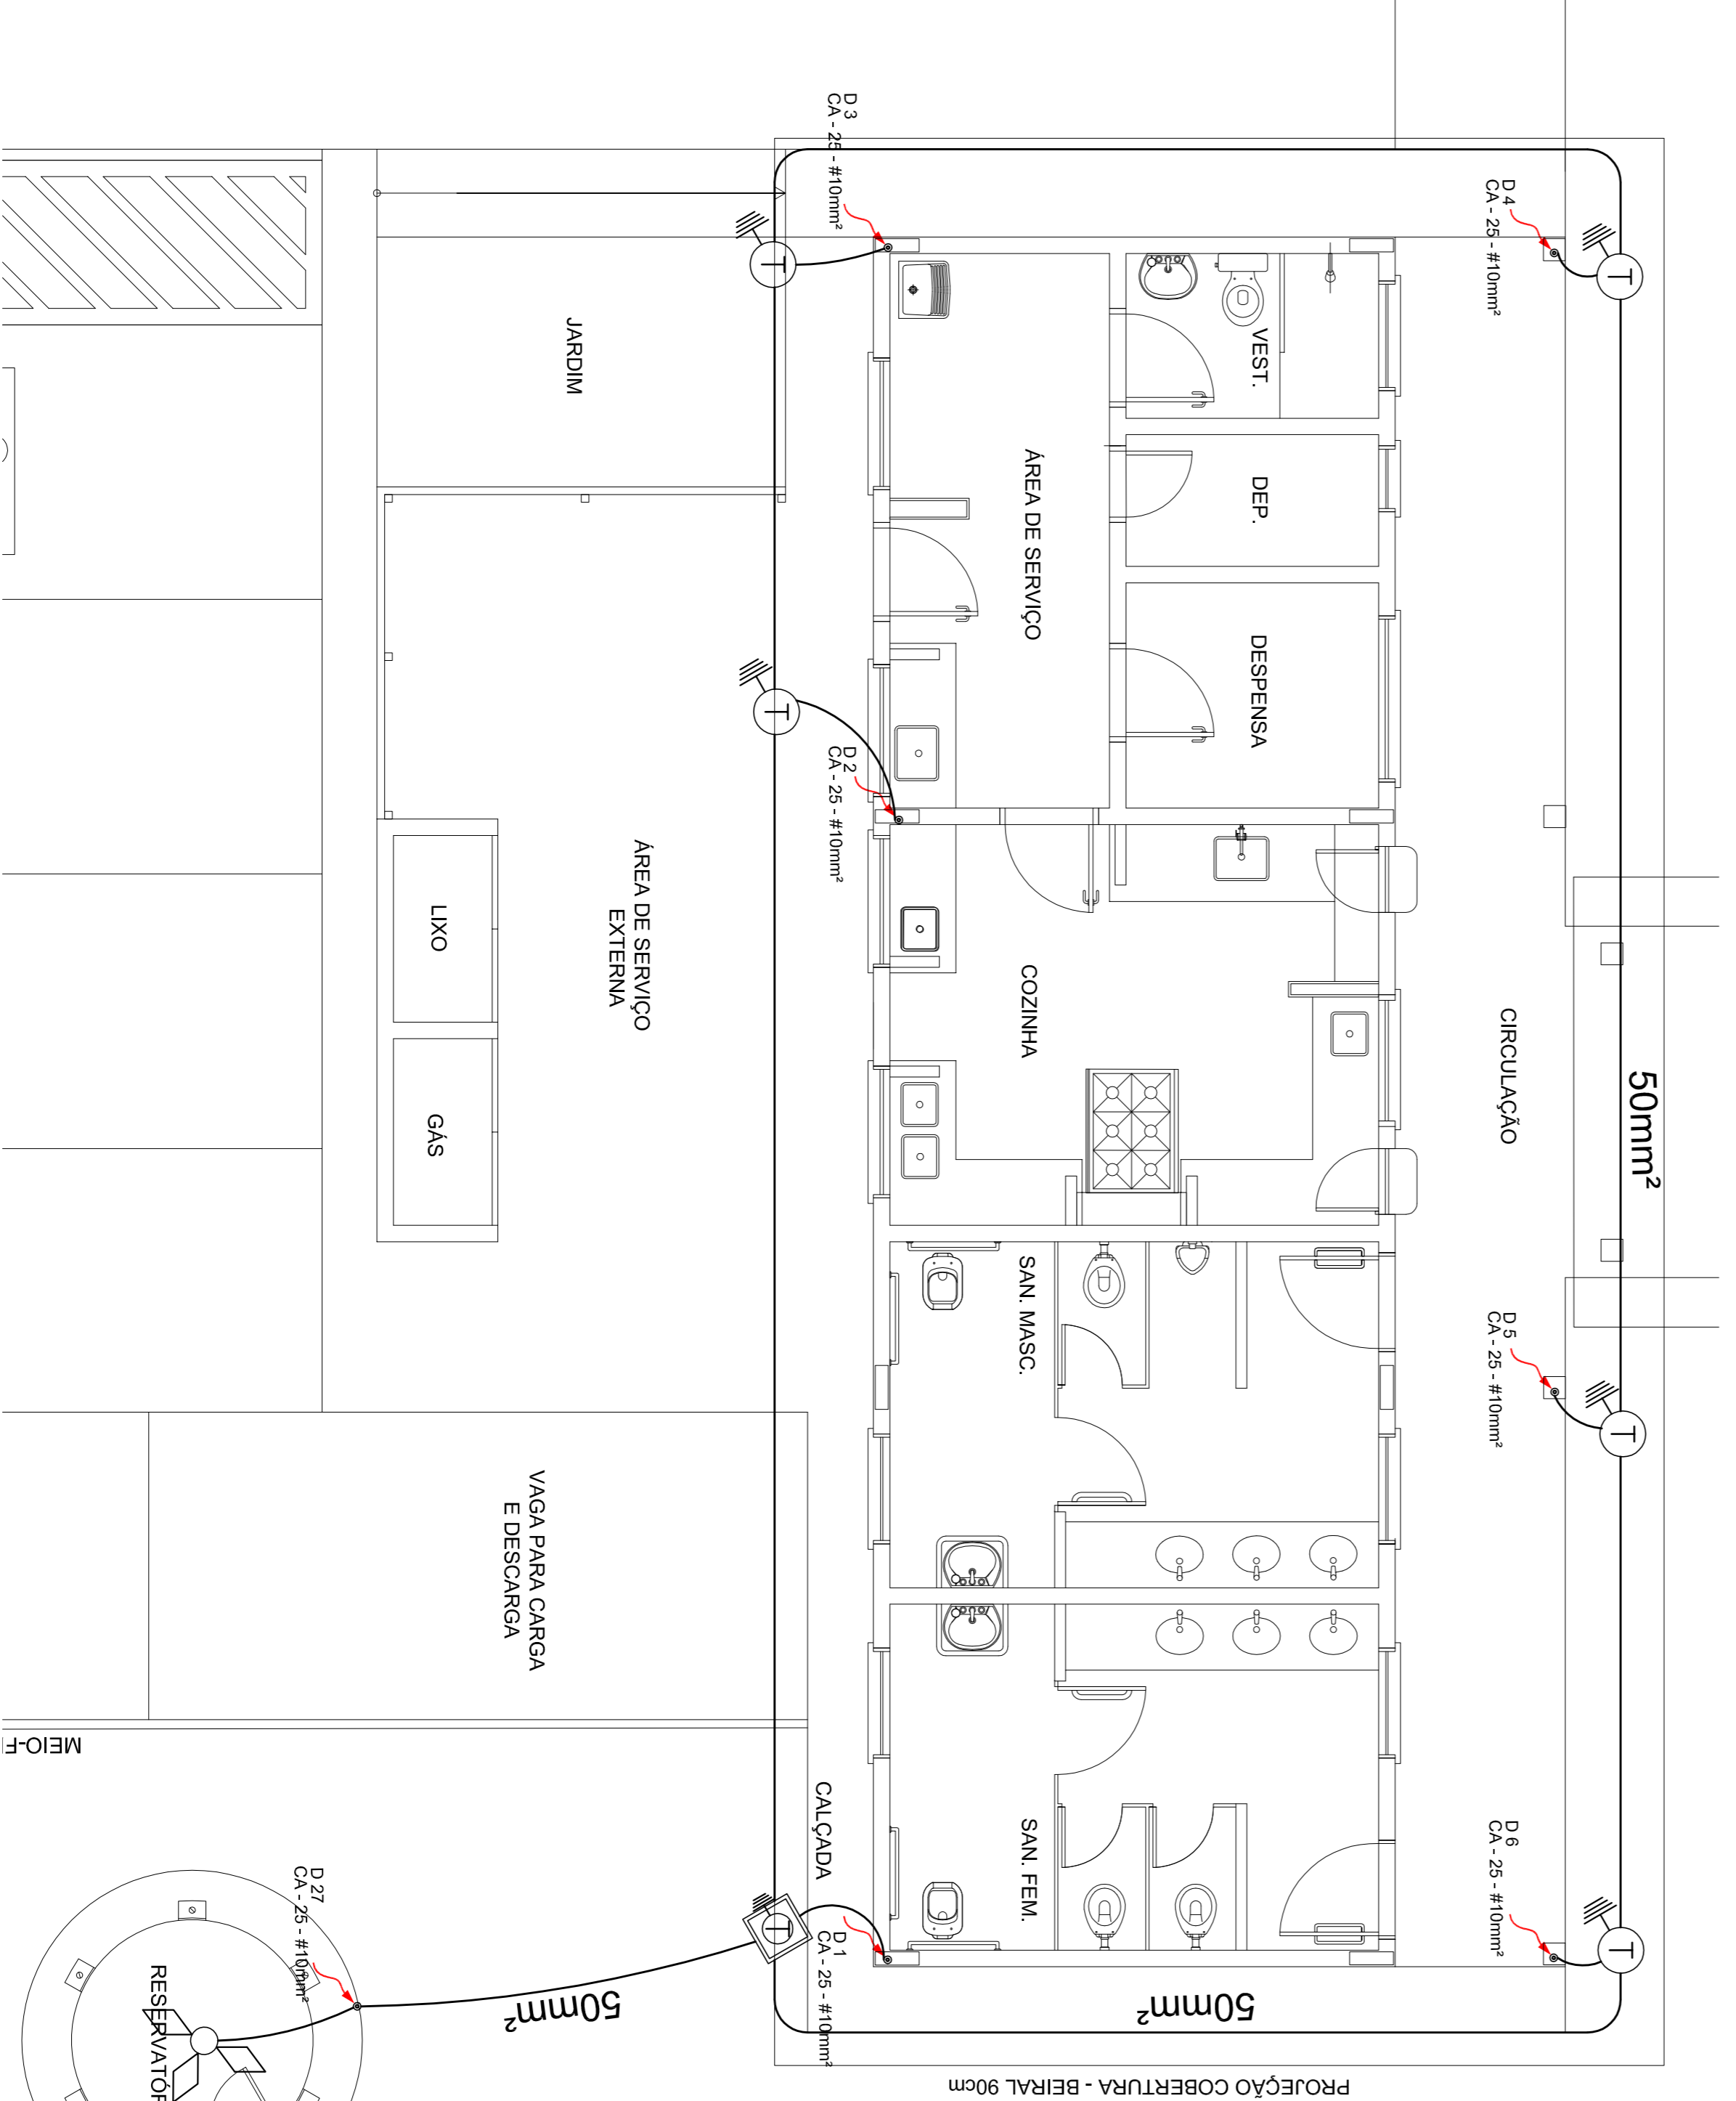 D 3
CA - 25 - #10mm²
D 4
CA - 25 - #10mm²
JARDIM
VEST.
ÁREA DE SERVIÇO
DEP.
DESPENSA
D 2
CA - 25 - #10mm²
ÁREA DE SERVIÇO
EXTERNA
LIXO
GÁS
COZINHA
CIRCULAÇÃO
50mm²
SAN. MASC.
D 5
CA - 25 - #10mm²
VAGA PARA CARGA
E DESCARGA
MEIO-F
CALÇADA
SAN. FEM.
D 6
CA - 25 - #10mm²
D 1
CA - 25 - #10mm²
D 27
CA - 25 - #10mm²
RESERVATÓR
50mm²
50mm²
PROJEÇÃO COBERTURA - BEIRAL 90cm
T
T
T
T
T
T
T